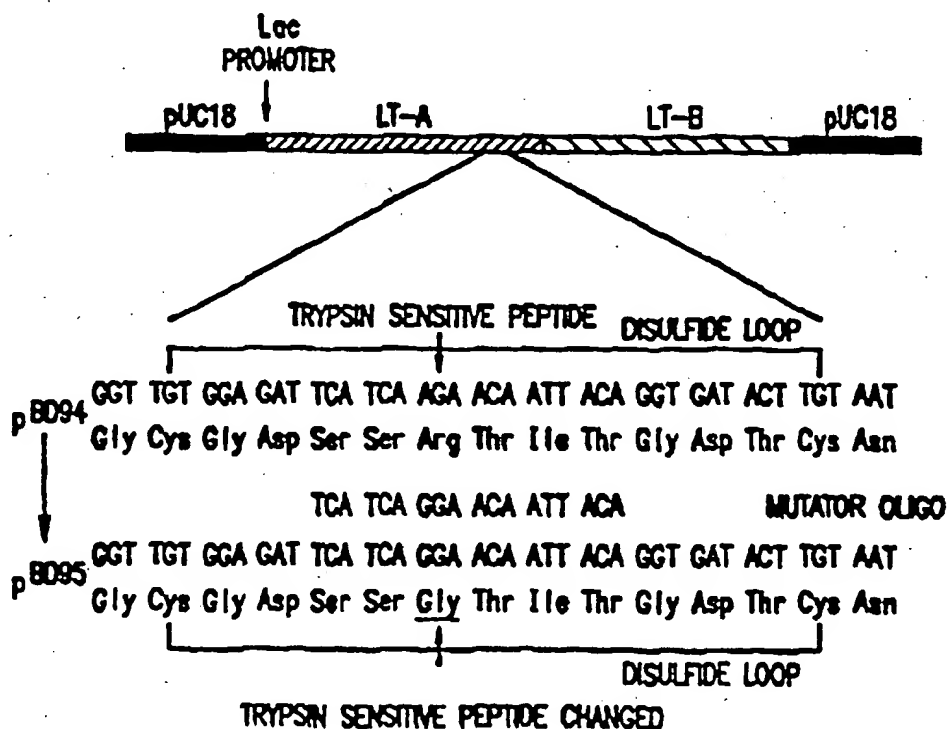 Lac
PROMOTER
pUC18 LT-A LT-B pUC18
TRYPSIN SENSITIVE PEPTIDE
DISULFIDE LOOP
GGT TGT GGA GAT TCA TCA AGA ACA ATT ACA GGT GAT ACT TGT AAT
pBD94
Gly Cys Gly Asp Ser Ser Arg Thr Ile Thr Gly Asp Thr Cys Asn
TCA TCA GGA ACA ATT ACA MUTATOR OLIGO
GGT TGT GGA GAT TCA TCA GGA ACA ATT ACA GGT GAT ACT TGT AAT
pBD95
Gly Cys Gly Asp Ser Ser Gly Thr Ile Thr Gly Asp Thr Cys Asn
DISULFIDE LOOP
TRYPSIN SENSITIVE PEPTIDE CHANGED